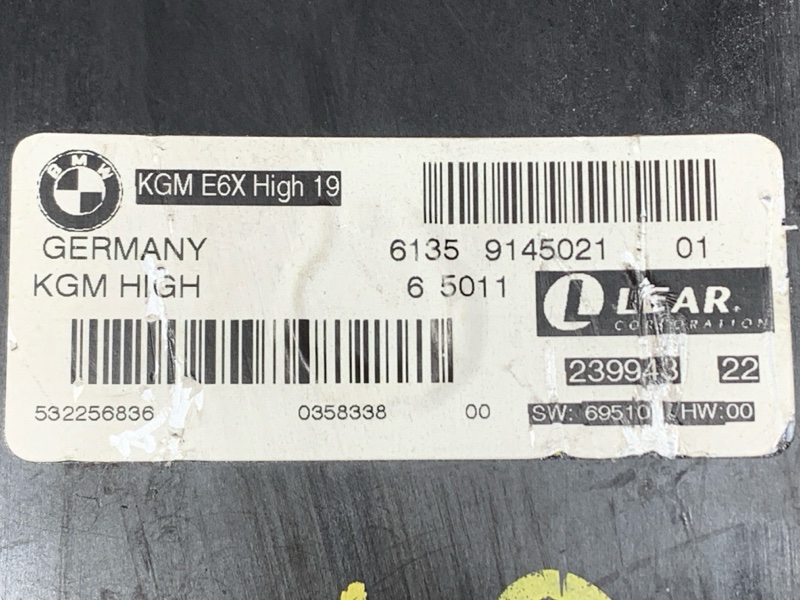 BMW
KGM E6X High 19
GERMANY 6135 9145021 01
KGM HIGH 6 5011
L LEAR.
CORPORATION
239943 22
532256836 0358338 00 SW: 69510 HW:00